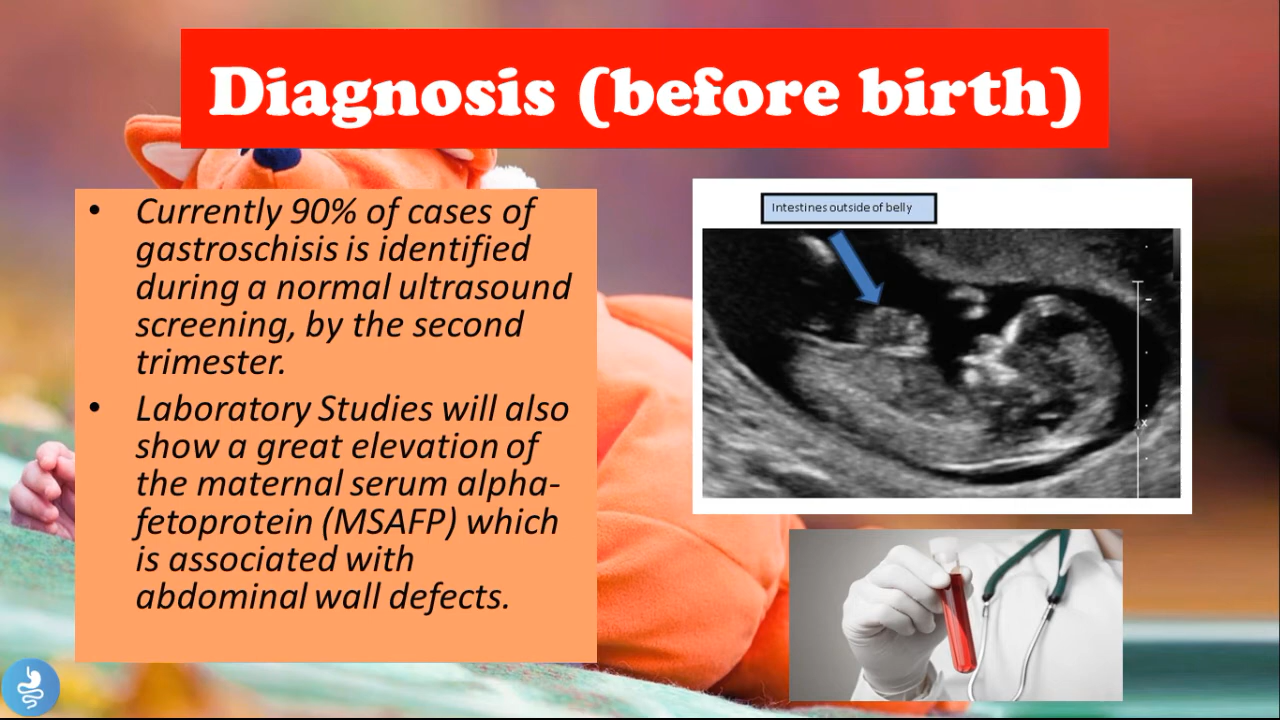 Diagnosis (before birth)
• Currently 90% of cases of
gastroschisis is identified
during a normal ultrasound
screening, by the second
trimester.
• Laboratory Studies will also
show a great elevation of
the maternal serum alpha-
fetoprotein (MSAFP) which
is associated with
abdominal wall defects.
Intestines outside of belly
x